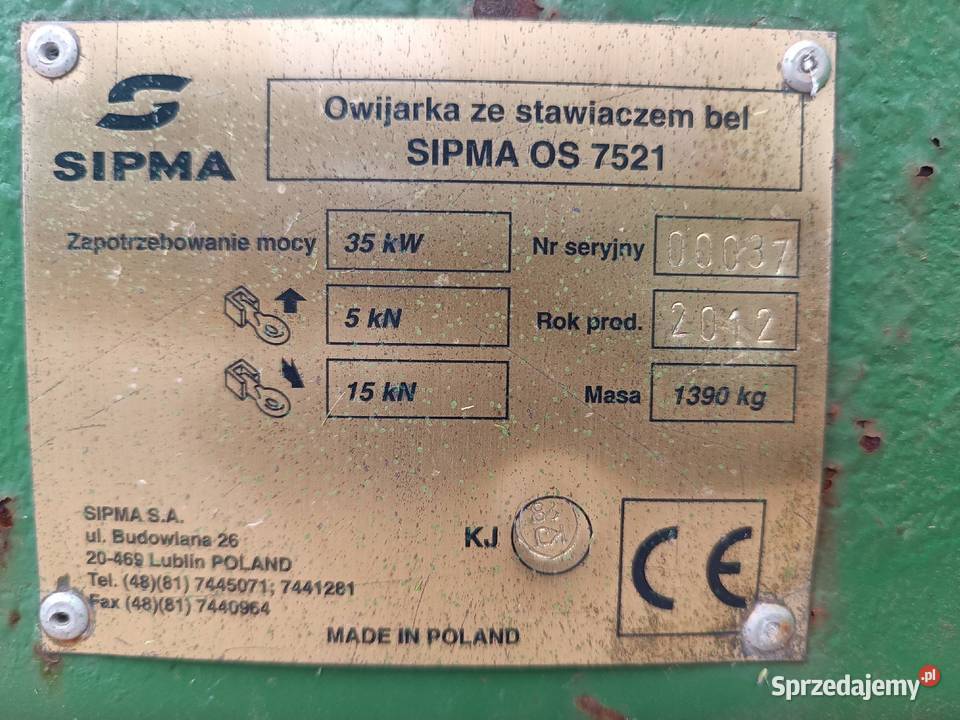 SIPMA
Owijarka ze stawiaczem bel
SIPMA OS 7521
Zapotrzebowanie mocy 35 kW
5 kN
15 kN
Nr seryjny 00037
Rok prod. 2012
Masa 1390 kg
SIPMA S.A.
ul. Budowlana 26
20-469 Lublin POLAND
Tel. (48)(81) 7445071; 7441281
Fax (48)(81) 7440964
KJ
82
CE
MADE IN POLAND
Sprzedajemy.pl